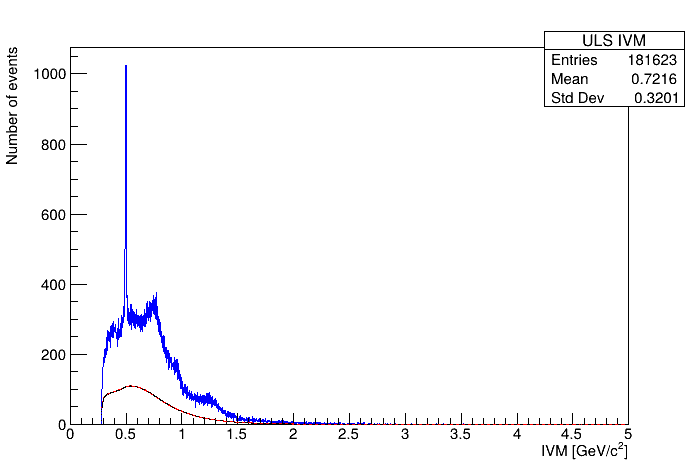 ULS IVM
Entries 181623
Mean 0.7216
Std Dev 0.3201
Number of events
1000
800
600
400
200
0
0 0.5 1 1.5 2 2.5 3 3.5 4 4.5 5
IVM [GeV/c²]